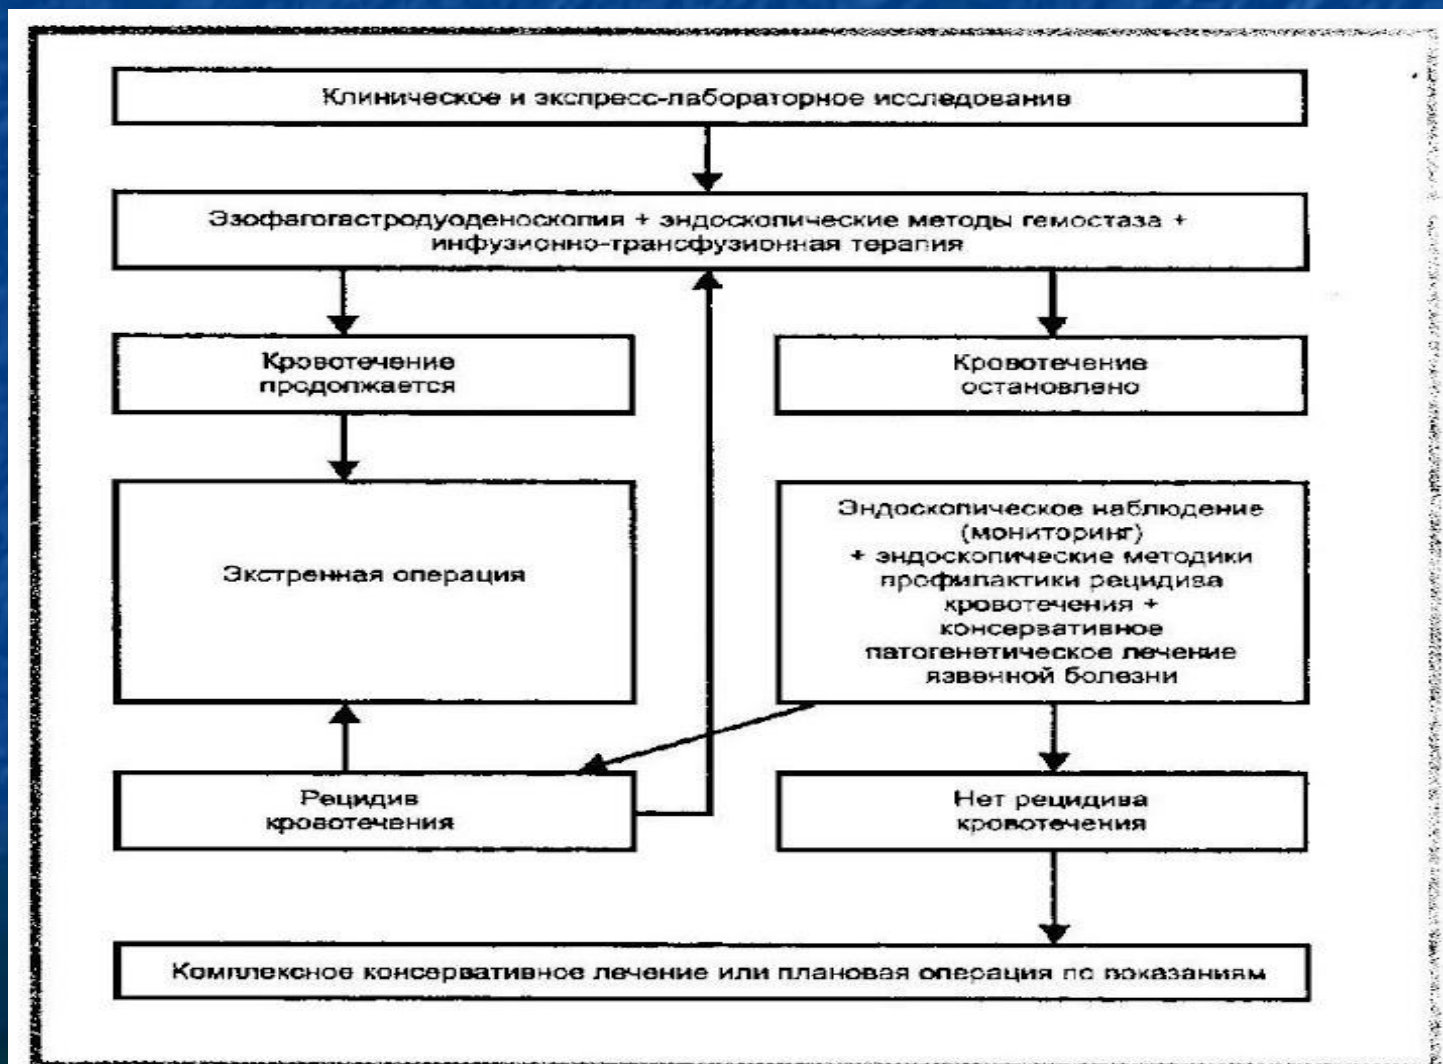 Клиническое и экспресс-лабораторное исследование
Эзофагогастродуоденоскопия + эндоскопические методы гемостаза +
инфузионно-трансфузионная терапия
Кровотечение
продолжается
Кровотечение
остановлено
Экстренная операция
Эндоскопическое наблюдение
(мониторинг)
+ эндоскопические методики
профилактики рецидива
кровотечения +
консервативное
патогенетическое лечение
язвенной болезни
Рецидив
кровотечения
Нет рецидива
кровотечения
Комплексное консервативное лечение или плановая операция по показаниям